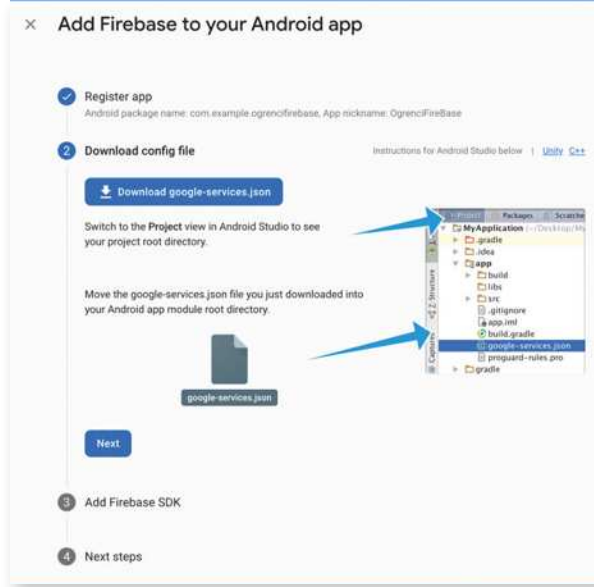 × Add Firebase to your Android app
Register app
Android package name: com.example.ogrencifirebase, App nickname: OgrenciFireBase
2 Download config file
Instructions for Android Studio below | Unity C++
Download google-services.json
Switch to the Project view in Android Studio to see
your project root directory.
Move the google-services.json file you just downloaded into
your Android app module root directory.
google-services.json
Next
Project Packages Scratche
MyApplication (~/Desktop/My
.gradle
.idea
app
build
libs
src
.gitignore
app.iml
build.gradle
google-services.json
proguard-rules.pro
gradle
Z: Structure
Captures
3 Add Firebase SDK
4 Next steps